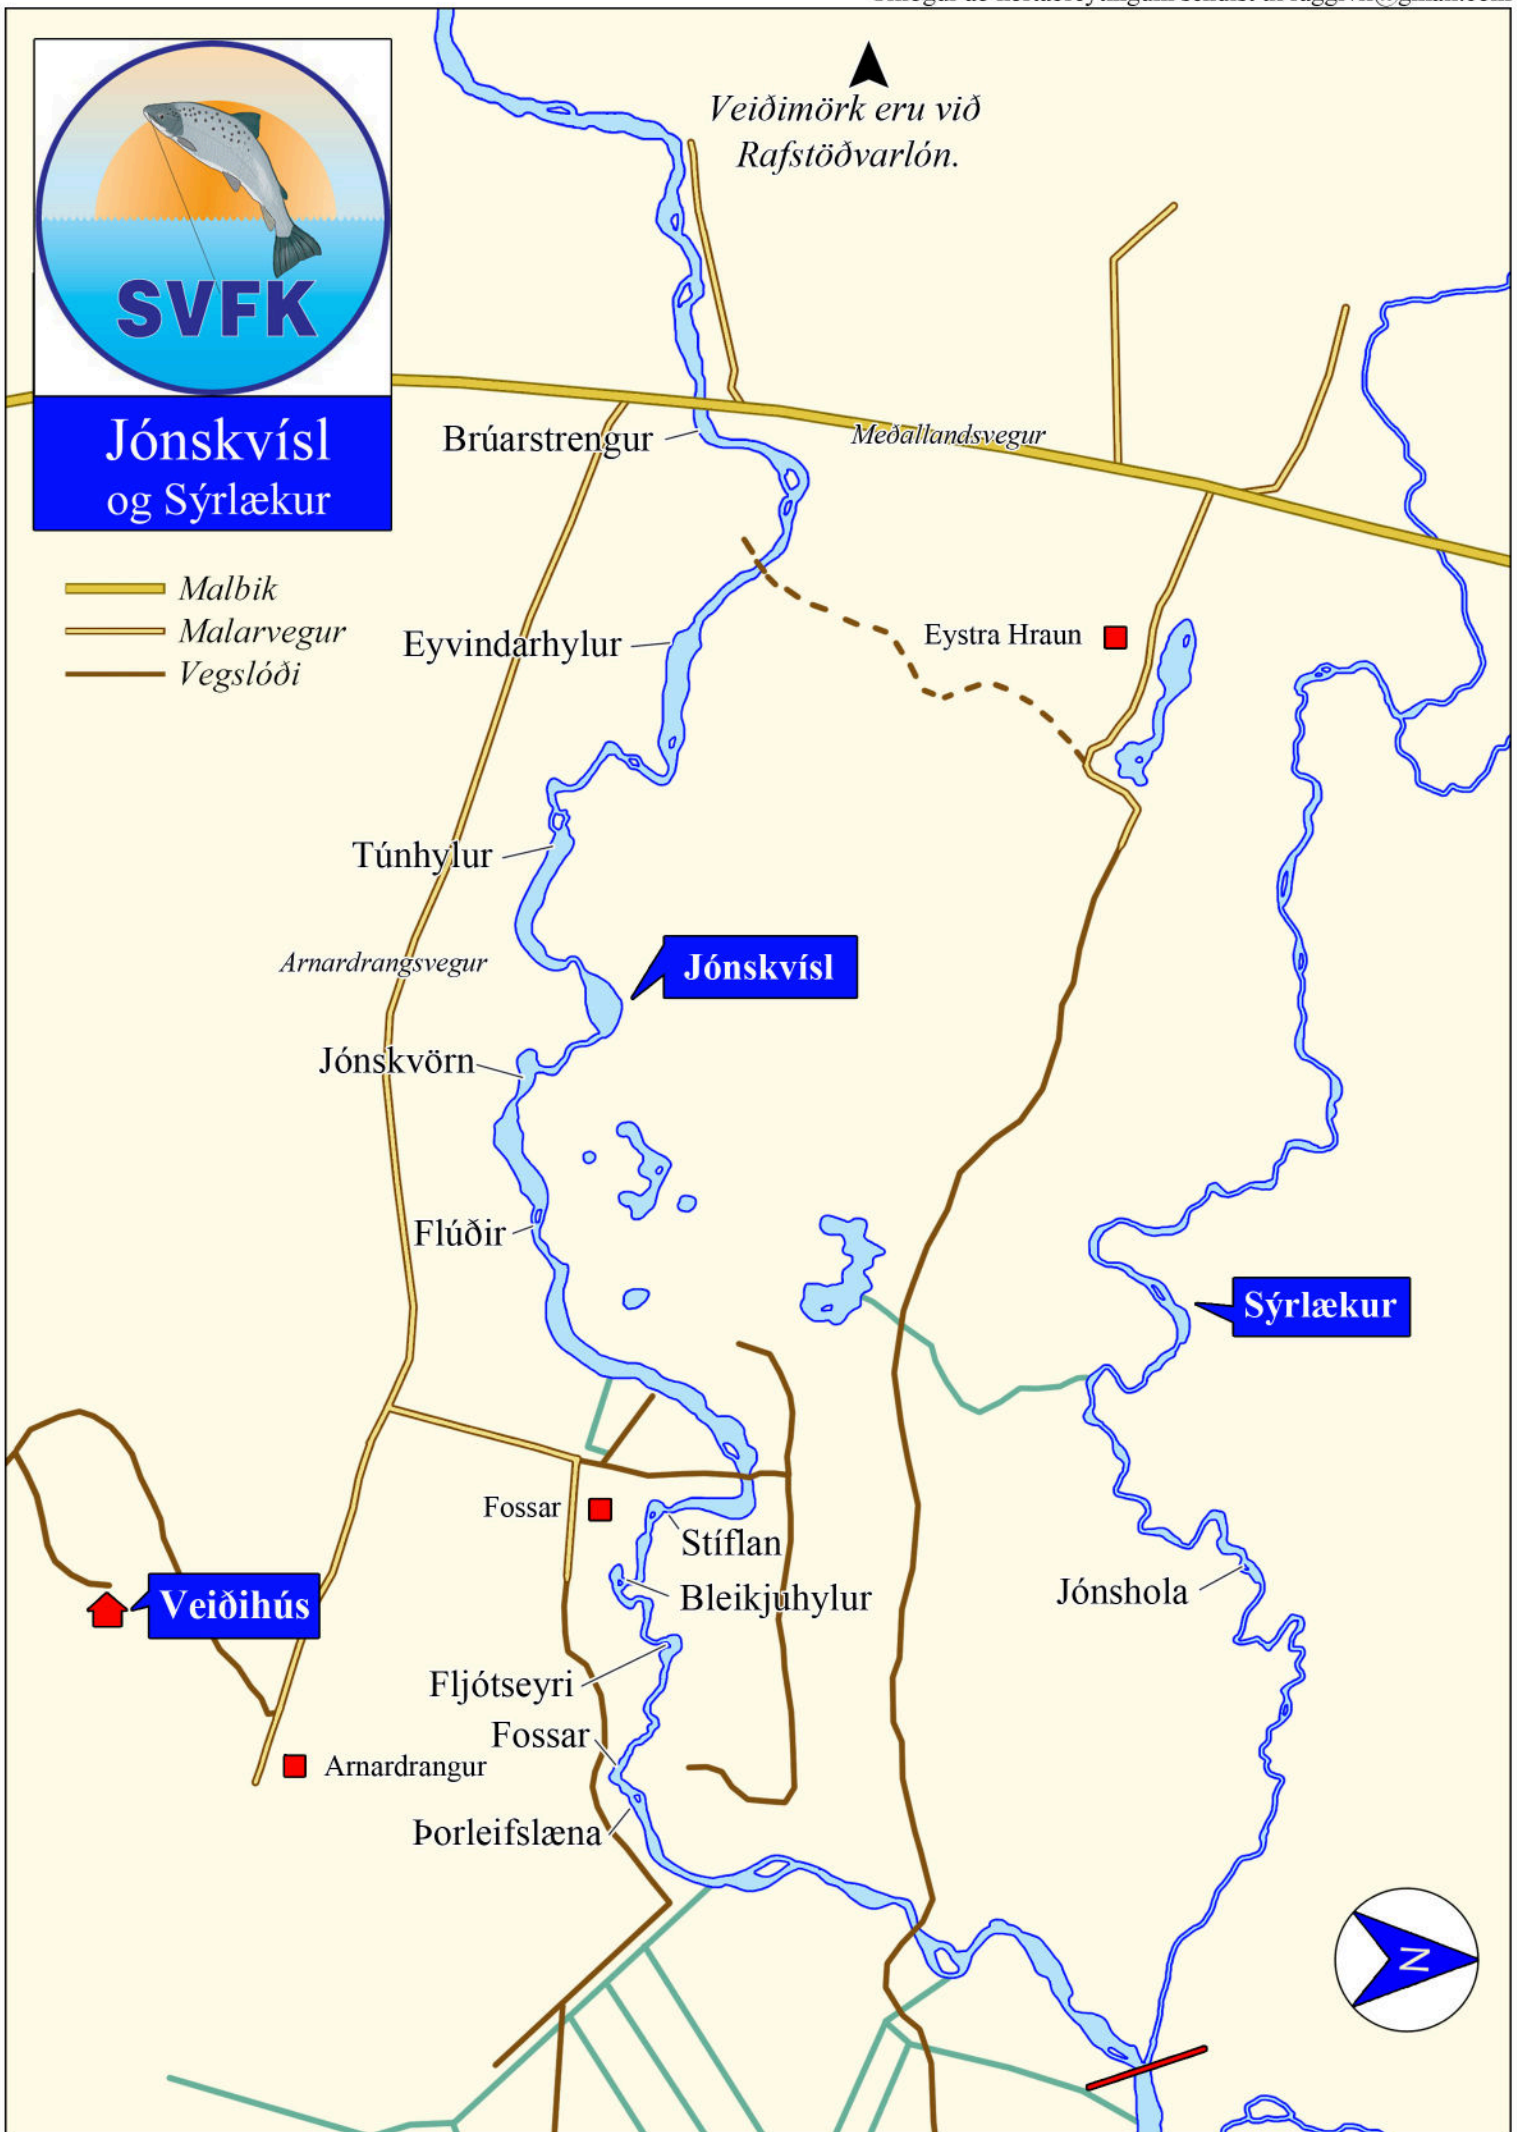 Veiðimörk eru við
Rafstöðvarlón.
SVFK
Jónskvísl
og Sýrlækur
Brúarstrengur
Meðallandsvegur
Malbik
Malarvegur
Vegslóði
Eystra Hraun
Eyvindarhylur
Túnhylur
Arnardrangsvegur
Jónskvísl
Jónskvörn
Flúðir
Sýrlækur
Fossar
Stíflan
Bleikjuhylur
Jónshola
Veiðihús
Fljótseyri
Fossar
Arnardrangur
Þorleifslæna
N